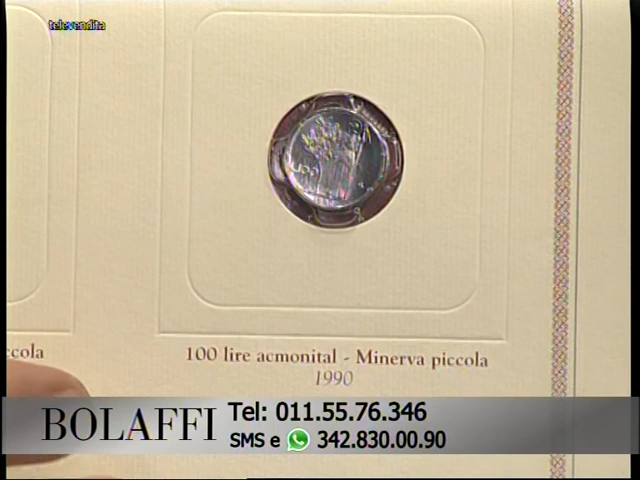 televendita
ccola
100 lire acmonital - Minerva piccola
1990
BOLAFFI
Tel: 011.55.76.346
SMS e 342.830.00.90